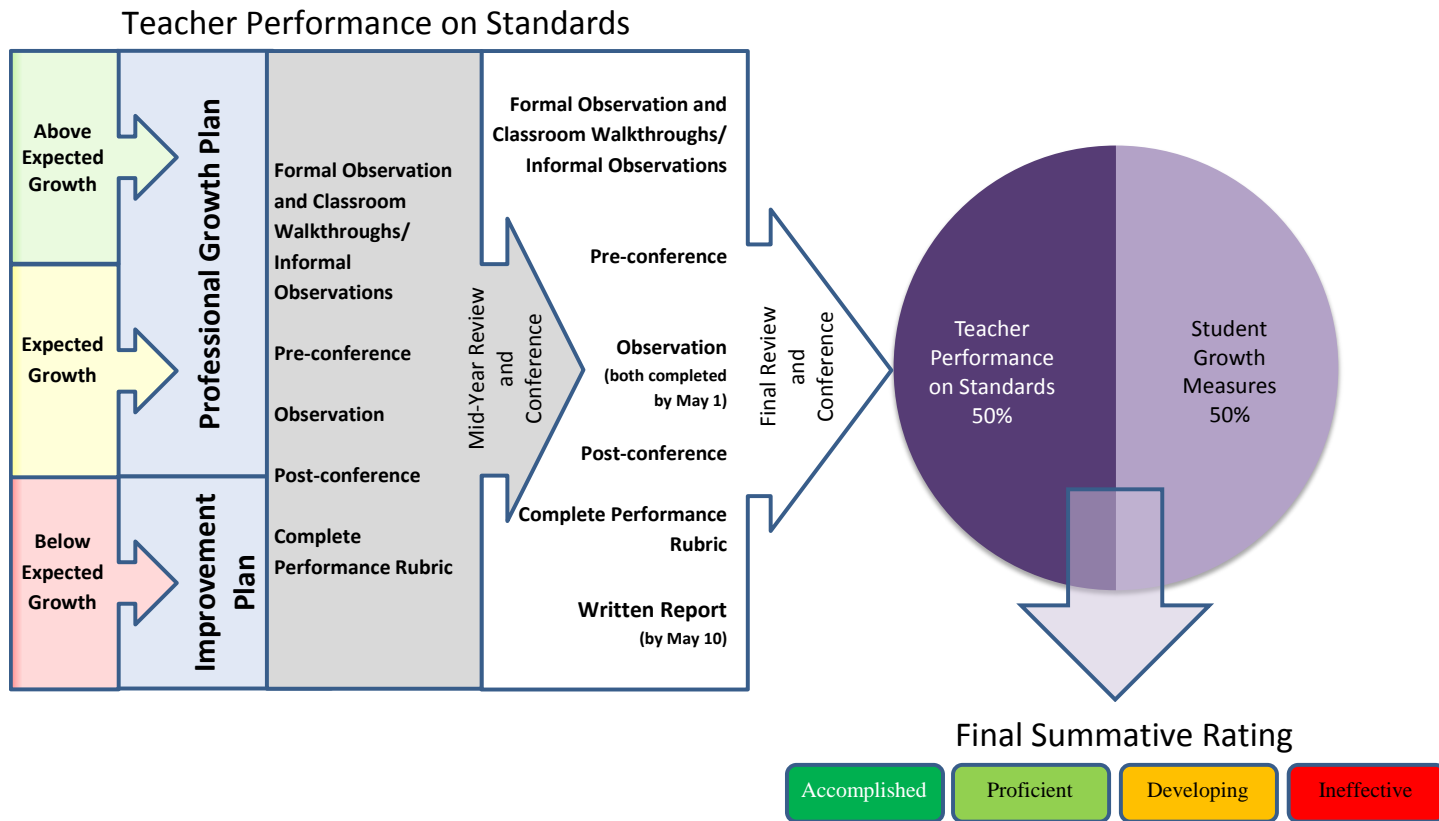 Teacher Performance on Standards
Above
Expected
Growth
Expected
Growth
Below
Expected
Growth
Professional Growth Plan
Improvement
Plan
Formal Observation
and Classroom
Walkthroughs/
Informal
Observations
Pre-conference
Observation
Post-conference
Complete
Performance Rubric
Mid-Year Review
and
Conference
Formal Observation and
Classroom Walkthroughs/
Informal Observations
Pre-conference
Observation
(both completed
by May 1)
Post-conference
Complete Performance
Rubric
Written Report
(by May 10)
Final Review
and
Conference
Teacher
Performance
on Standards
50%
Student
Growth
Measures
50%
Final Summative Rating
Accomplished
Proficient
Developing
Ineffective